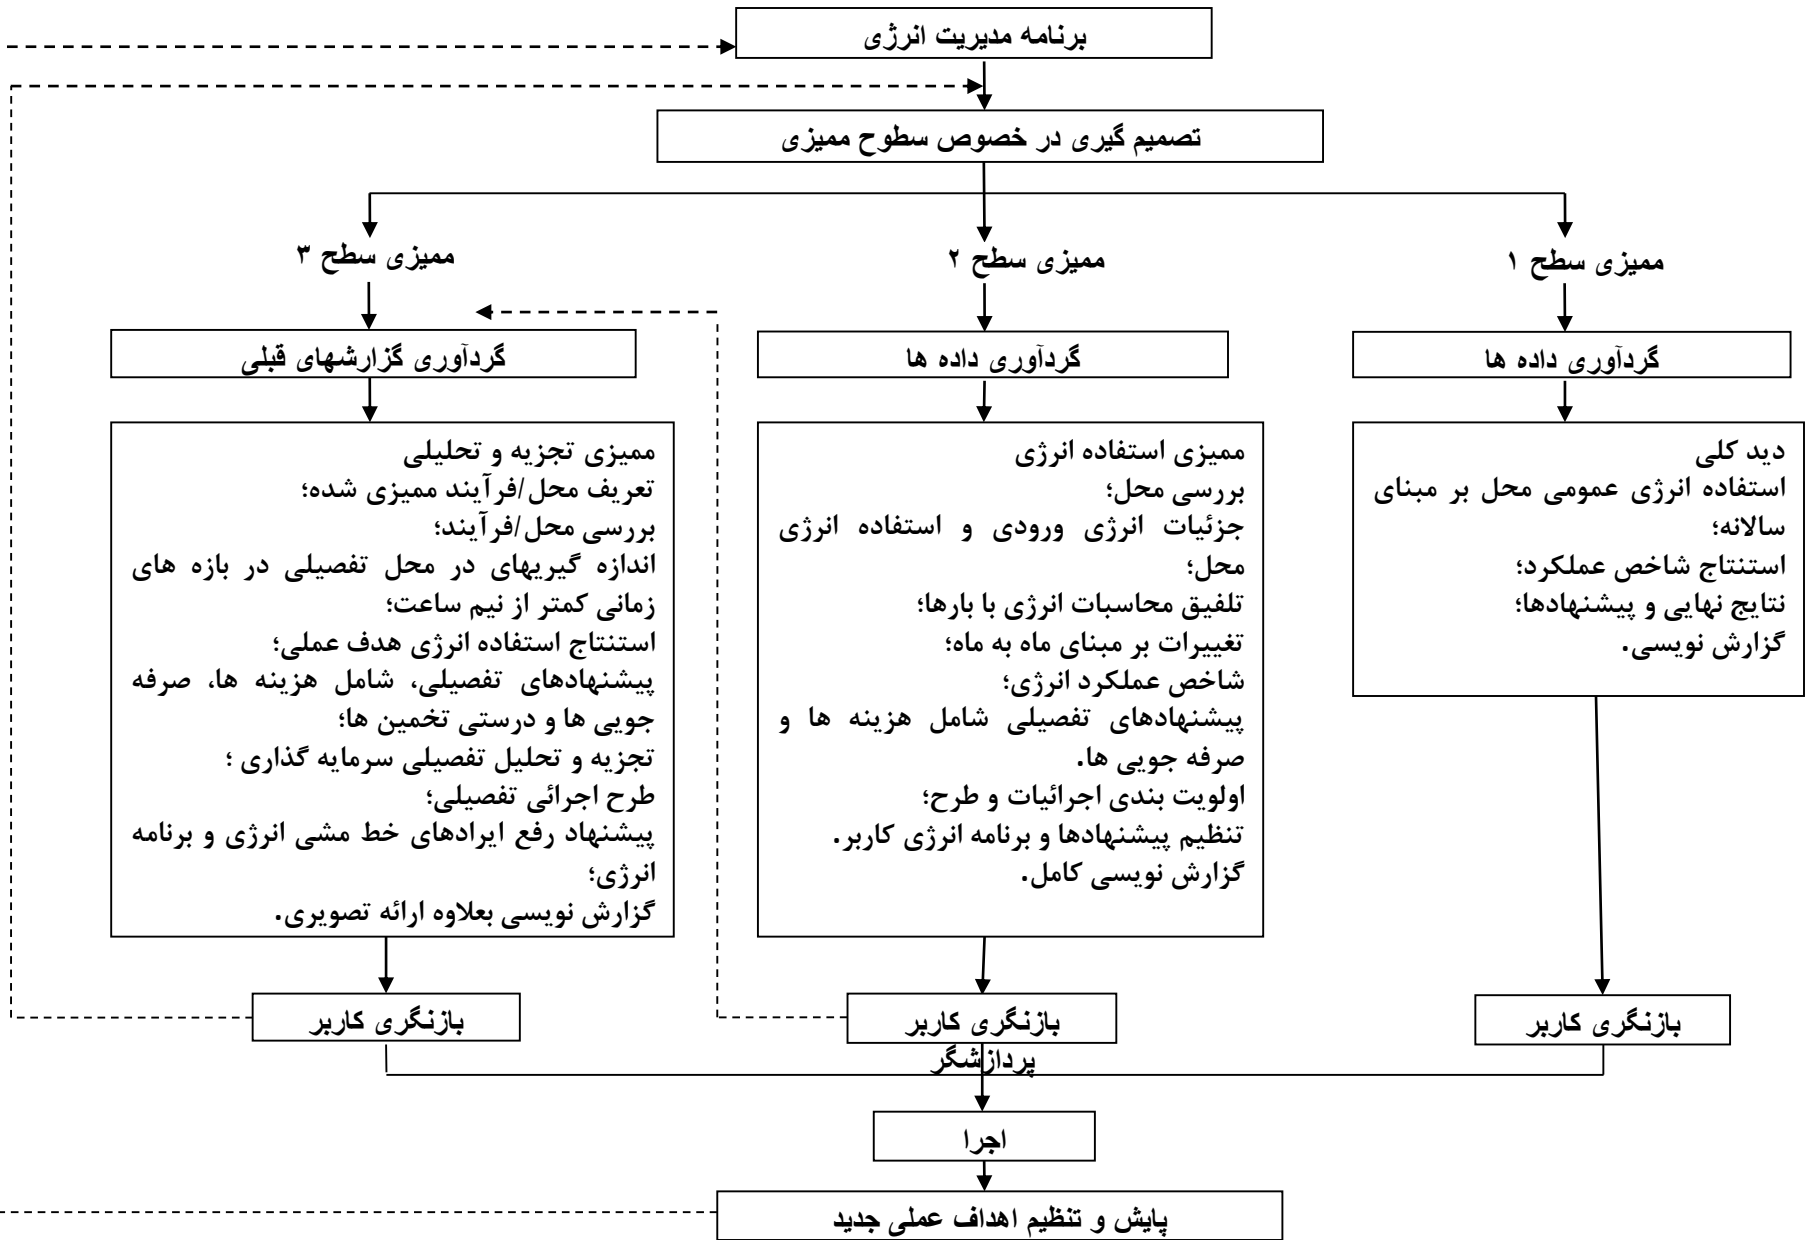 برنامه مدیریت انرژی
تصمیم گیری در خصوص سطوح ممیزی
ممیزی سطح ۱
ممیزی سطح ۲
ممیزی سطح ۳
گردآوری داده ها
گردآوری داده ها
گردآوری گزارشهای قبلی
دید کلی
استفاده انرژی عمومی محل بر مبنای
سالانه؛
استنتاج شاخص عملکرد؛
نتایج نهایی و پیشنهادها؛
گزارش نویسی.
ممیزی استفاده انرژی
بررسی محل؛
جزئیات انرژی ورودی و استفاده انرژی
محل؛
تلفیق محاسبات انرژی با بارها؛
تغییرات بر مبنای ماه به ماه؛
شاخص عملکرد انرژی؛
پیشنهادهای تفصیلی شامل هزینه ها و
صرفه جویی ها.
اولویت بندی اجرائیات و طرح؛
تنظیم پیشنهادها و برنامه انرژی کاربر.
گزارش نویسی کامل.
ممیزی تجزیه و تحلیلی
تعریف محل/فرآیند ممیزی شده؛
بررسی محل/فرآیند؛
اندازه گیریهای در محل تفصیلی در بازه های
زمانی کمتر از نیم ساعت؛
استنتاج استفاده انرژی هدف عملی؛
پیشنهادهای تفصیلی، شامل هزینه ها، صرفه
جویی ها و درستی تخمین ها؛
تجزیه و تحلیل تفصیلی سرمایه گذاری ؛
طرح اجرائی تفصیلی؛
پیشنهاد رفع ایرادهای خط مشی انرژی و برنامه
انرژی؛
گزارش نویسی بعلاوه ارائه تصویری.
بازنگری کاربر
بازنگری کاربر
پردازشگر
بازنگری کاربر
اجرا
پایش و تنظیم اهداف عملی جدید